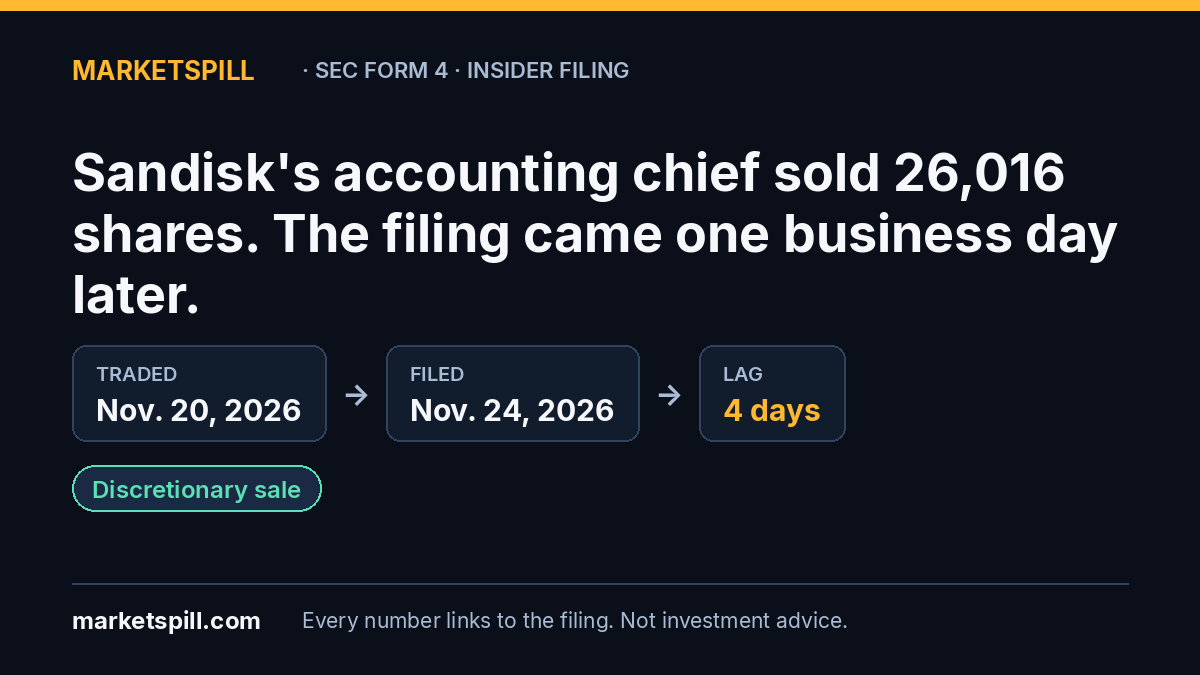 MARKETSPILL · SEC FORM 4 · INSIDER FILING
Sandisk's accounting chief sold 26,016
shares. The filing came one business day
later.
TRADED
Nov. 20, 2026
→
FILED
Nov. 24, 2026
→
LAG
4 days
Discretionary sale
marketspill.com
Every number links to the filing. Not investment advice.